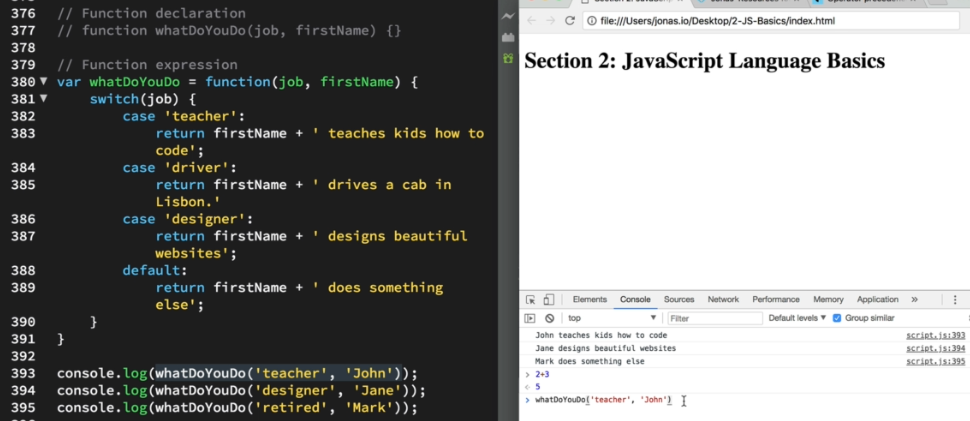 376 // Function declaration
377 // function whatDoYouDo(job, firstName) {}
378
379 // Function expression
380 ▼ var whatDoYouDo = function(job, firstName) {
381 ▼ switch(job) {
382 case 'teacher':
383 return firstName + ' teaches kids how to
code';
384 case 'driver':
385 return firstName + ' drives a cab in
Lisbon.'
386 case 'designer':
387 return firstName + ' designs beautiful
websites';
388 default:
389 return firstName + ' does something
else';
390 }
391 }
392
393 console.log(whatDoYouDo('teacher', 'John'));
394 console.log(whatDoYouDo('designer', 'Jane'));
395 console.log(whatDoYouDo('retired', 'Mark'));
file:///Users/jonas.io/Desktop/2-JS-Basics/index.html
Section 2: JavaScript Language Basics
Elements Console Sources Network Performance Memory Application »
top ▼ Filter Default levels ▼ Group similar
John teaches kids how to code script.js:393
Jane designs beautiful websites script.js:394
Mark does something else script.js:395
> 2+3
< 5
> whatDoYouDo('teacher', 'John')